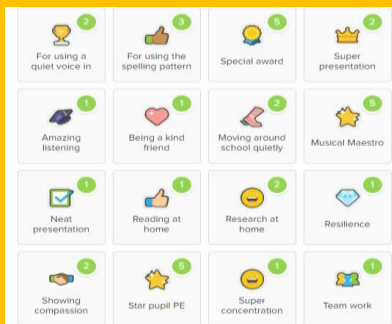 2
3
5
2
For using a
quiet voice in
For using the
spelling pattern
Special award
Super
presentation
1
1
2
5
Amazing
listening
Being a kind
friend
Moving around
school quietly
Musical Maestro
1
1
2
1
Neat
presentation
Reading at
home
Research at
home
Resilience
2
5
1
1
Showing
compassion
Star pupil PE
Super
concentration
Team work